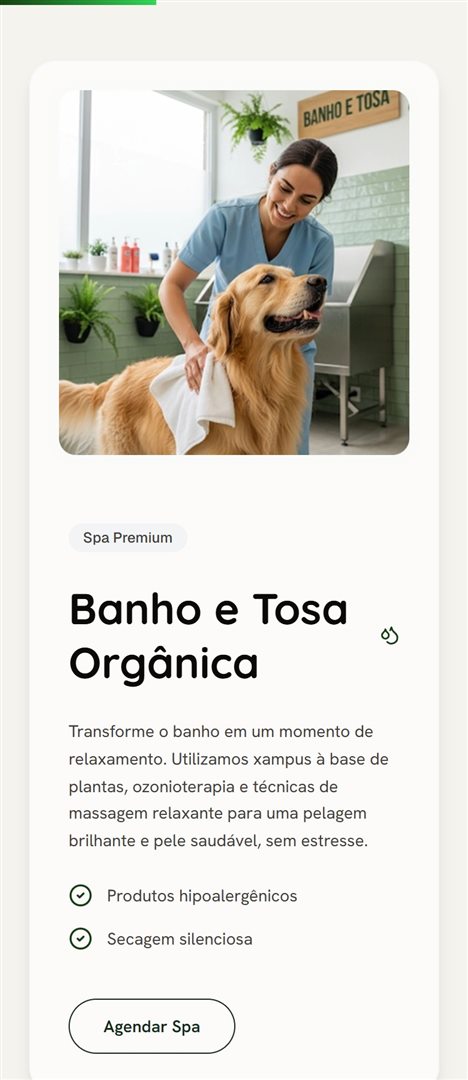 BANHO E TOSA
Spa Premium
Banho e Tosa
Orgânica
Transforme o banho em um momento de
relaxamento. Utilizamos xampus à base de
plantas, ozonioterapia e técnicas de
massagem relaxante para uma pelagem
brilhante e pele saudável, sem estresse.
Produtos hipoalergênicos
Secagem silenciosa
Agendar Spa